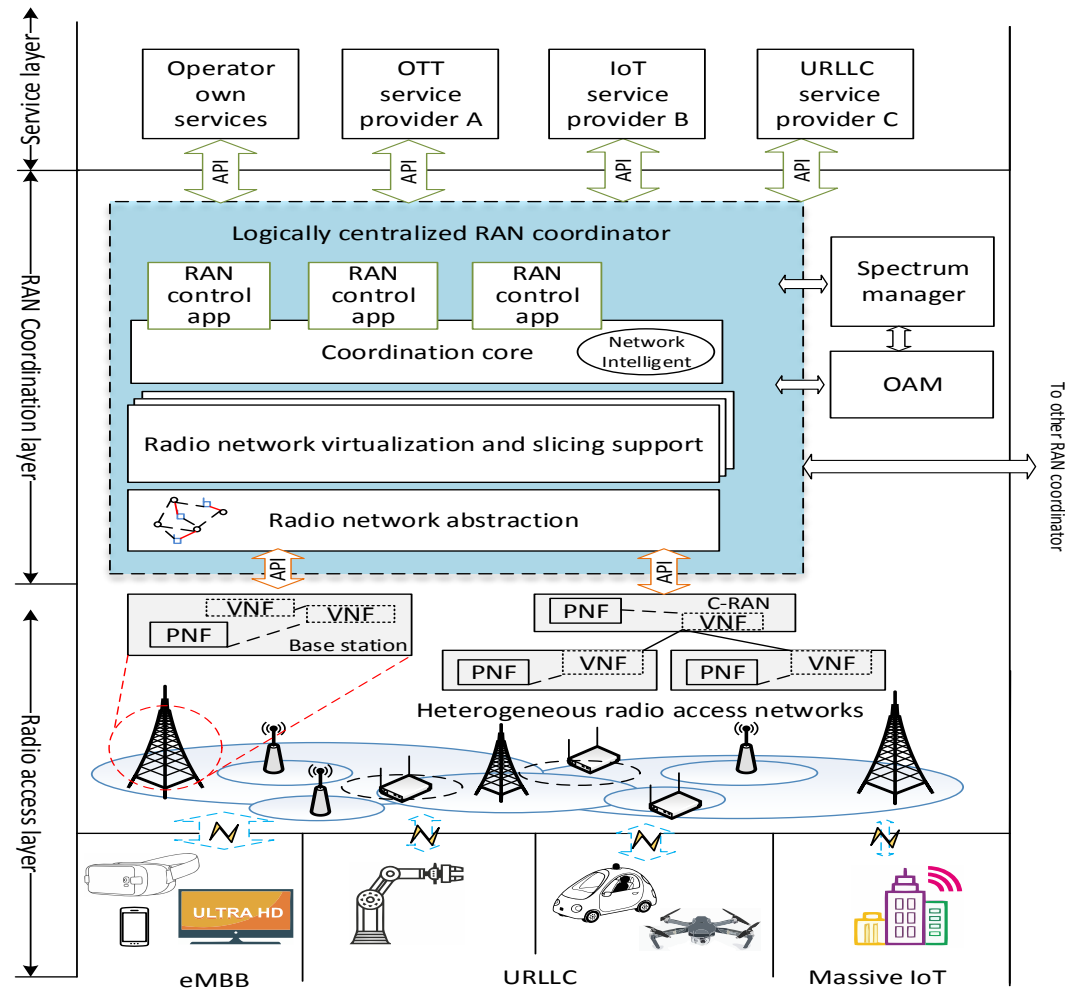 Service layer
Operator
own
services
OTT
service
provider A
IoT
service
provider B
URLLC
service
provider C
API
API
API
API
RAN Coordination layer
Logically centralized RAN coordinator
RAN
control
app
RAN
control
app
RAN
control
app
Coordination core
Network
Intelligent
Spectrum
manager
OAM
Radio network virtualization and slicing support
Radio network abstraction
To other RAN coordinator
API
API
Radio access layer
VNF
VNF
PNF
Base station
C-RAN
PNF
VNF
PNF
VNF
PNF
VNF
Heterogeneous radio access networks
ULTRA HD
eMBB
URLLC
Massive IoT